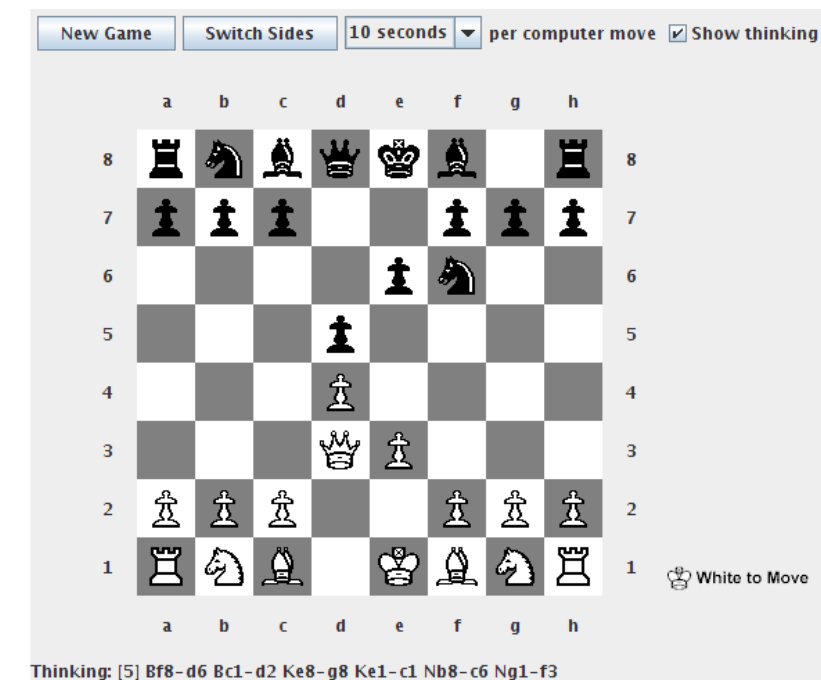 New Game Switch Sides 10 seconds per computer move Show thinking
a b c d e f g h
8 8
7 7
6 6
5 5
4 4
3 3
2 2
1 1 White to Move
a b c d e f g h
Thinking: [5] Bf8-d6 Bc1-d2 Ke8-g8 Ke1-c1 Nb8-c6 Ng1-f3